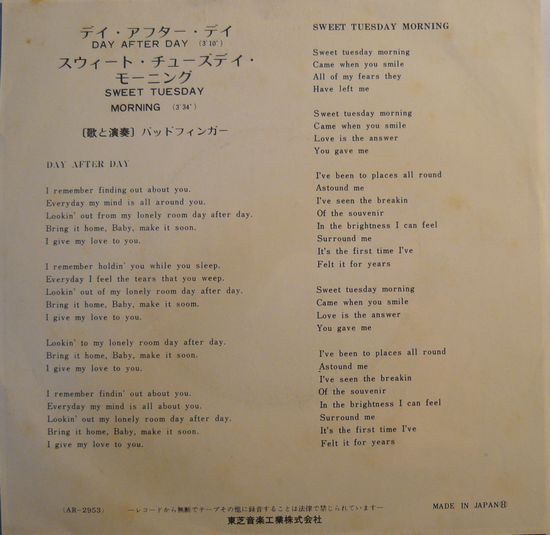 デイ・アフター・デイ
DAY AFTER DAY (3'10")
スウィート・チューズデイ・
モーニング
SWEET TUESDAY
MORNING (3'34")
〔歌と演奏〕バッドフィンガー
DAY AFTER DAY
I remember finding out about you.
Everyday my mind is all around you.
Lookin' out from my lonely room day after day.
Bring it home, Baby, make it soon.
I give my love to you.
I remember holdin' you while you sleep.
Everyday I feel the tears that you weep.
Lookin' out of my lonely room day after day.
Bring it home, Baby, make it soom.
I give my love to you.
Lookin' to my lonely room day after day.
Bring it home, Baby, make it soon.
I give my love to you.
I remember findin' out about you.
Everyday my mind is all about you.
Lookin' out my lonely room day after day.
Bring it home, Baby, make it soon.
I give my love to you.
SWEET TUESDAY MORNING
Sweet tuesday morning
Came when you smile
All of my fears they
Have left me
Sweet tuesday morning
Came when you smile
Love is the answer
You gave me
I've been to places all round
Astound me
I've seen the breakin
Of the souvenir
In the brightness I can feel
Surround me
It's the first time I've
Felt it for years
Sweet tuesday morning
Came when you smile
Love is the answer
You gave me
I've been to places all round
Astound me
I've seen the breakin
Of the souvenir
In the brightness I can feel
Surround me
It's the first time I've
Felt it for years
(AR-2953) —レコードから無断でテープその他に録音することは法律で禁じられています— MADE IN JAPAN Ⓗ
東芝音楽工業株式会社